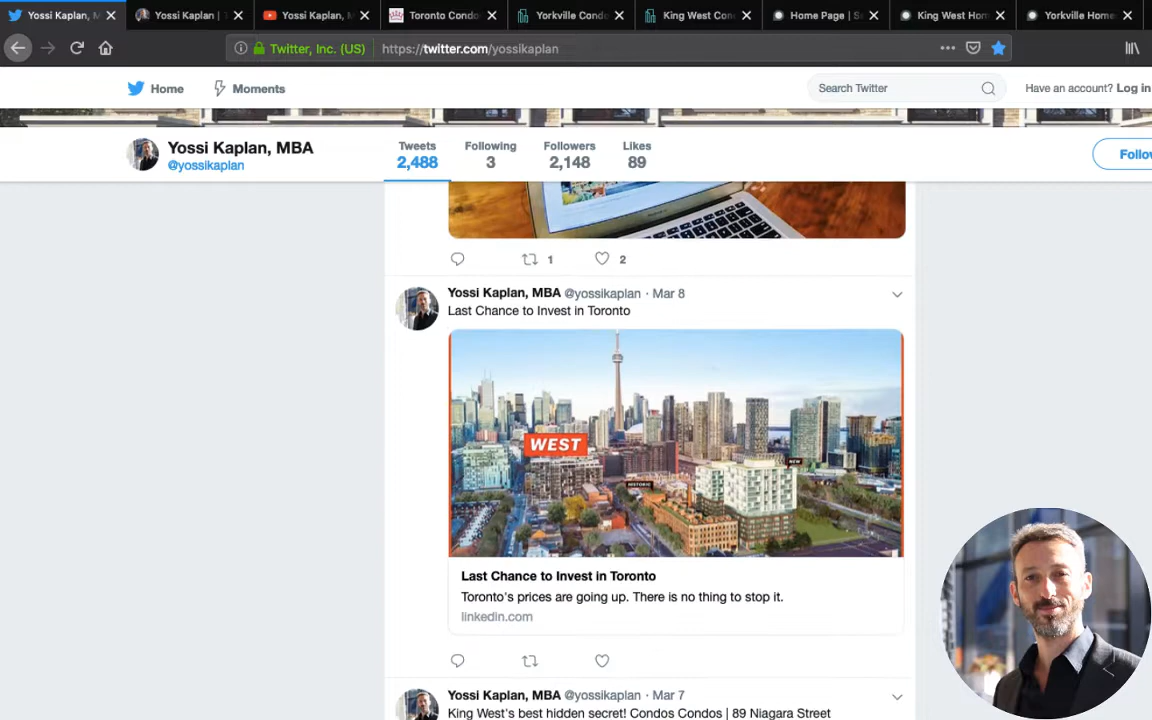 Yossi Kaplan, M
Yossi Kaplan | T
Yossi Kaplan, M
Toronto Condo
Yorkville Condo
King West Con
Home Page | S
King West Hom
Yorkville Home
Twitter, Inc. (US)
https://twitter.com/yossikaplan
Home
Moments
Search Twitter
Have an account? Log in
Yossi Kaplan, MBA
@yossikaplan
Tweets
2,488
Following
3
Followers
2,148
Likes
89
Follow
1
2
Yossi Kaplan, MBA @yossikaplan · Mar 8
Last Chance to Invest in Toronto
WEST
NEW
HISTORIC
Last Chance to Invest in Toronto
Toronto's prices are going up. There is no thing to stop it.
linkedin.com
Yossi Kaplan, MBA @yossikaplan · Mar 7
King West's best hidden secret! Condos Condos | 89 Niagara Street